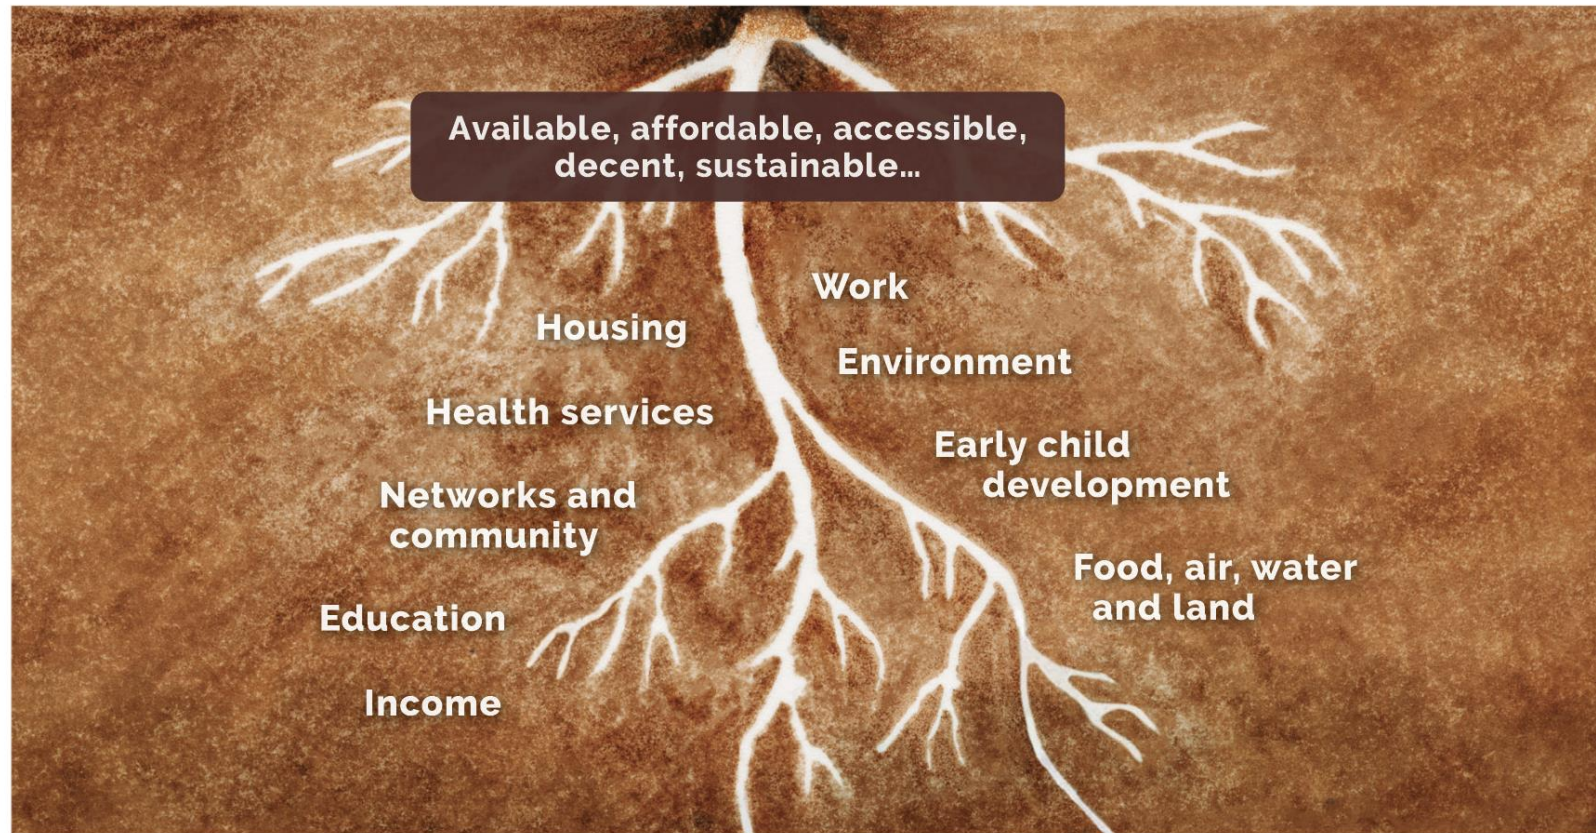 Available, affordable, accessible,
decent, sustainable…
Work
Housing
Environment
Health services
Early child
development
Networks and
community
Food, air, water
and land
Education
Income